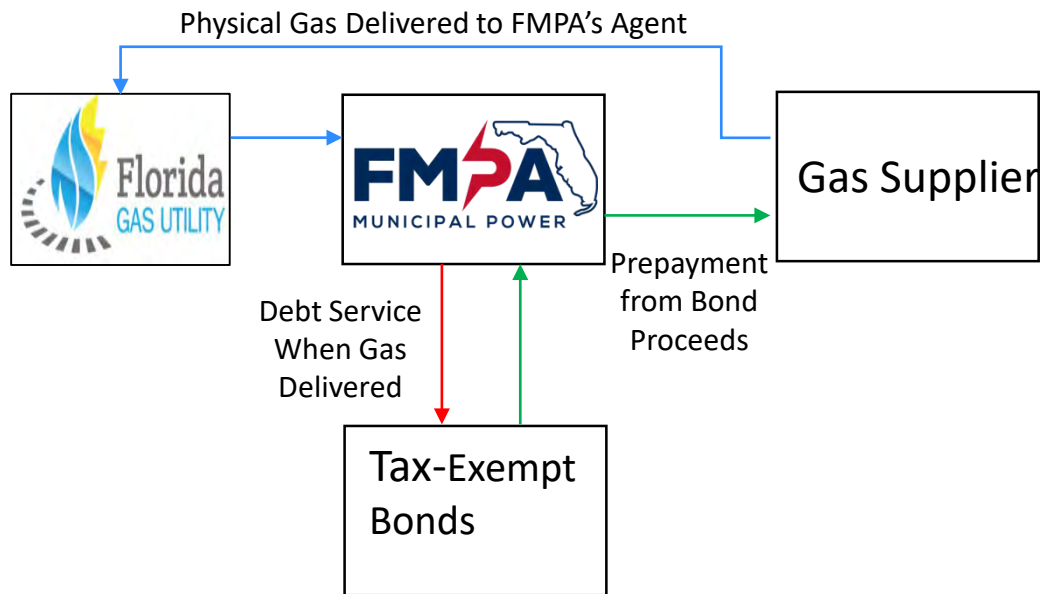 Physical Gas Delivered to FMPA's Agent
Florida
GAS UTILITY
FMPA
MUNICIPAL POWER
Gas Supplier
Prepayment
from Bond
Proceeds
Debt Service
When Gas
Delivered
Tax-Exempt
Bonds